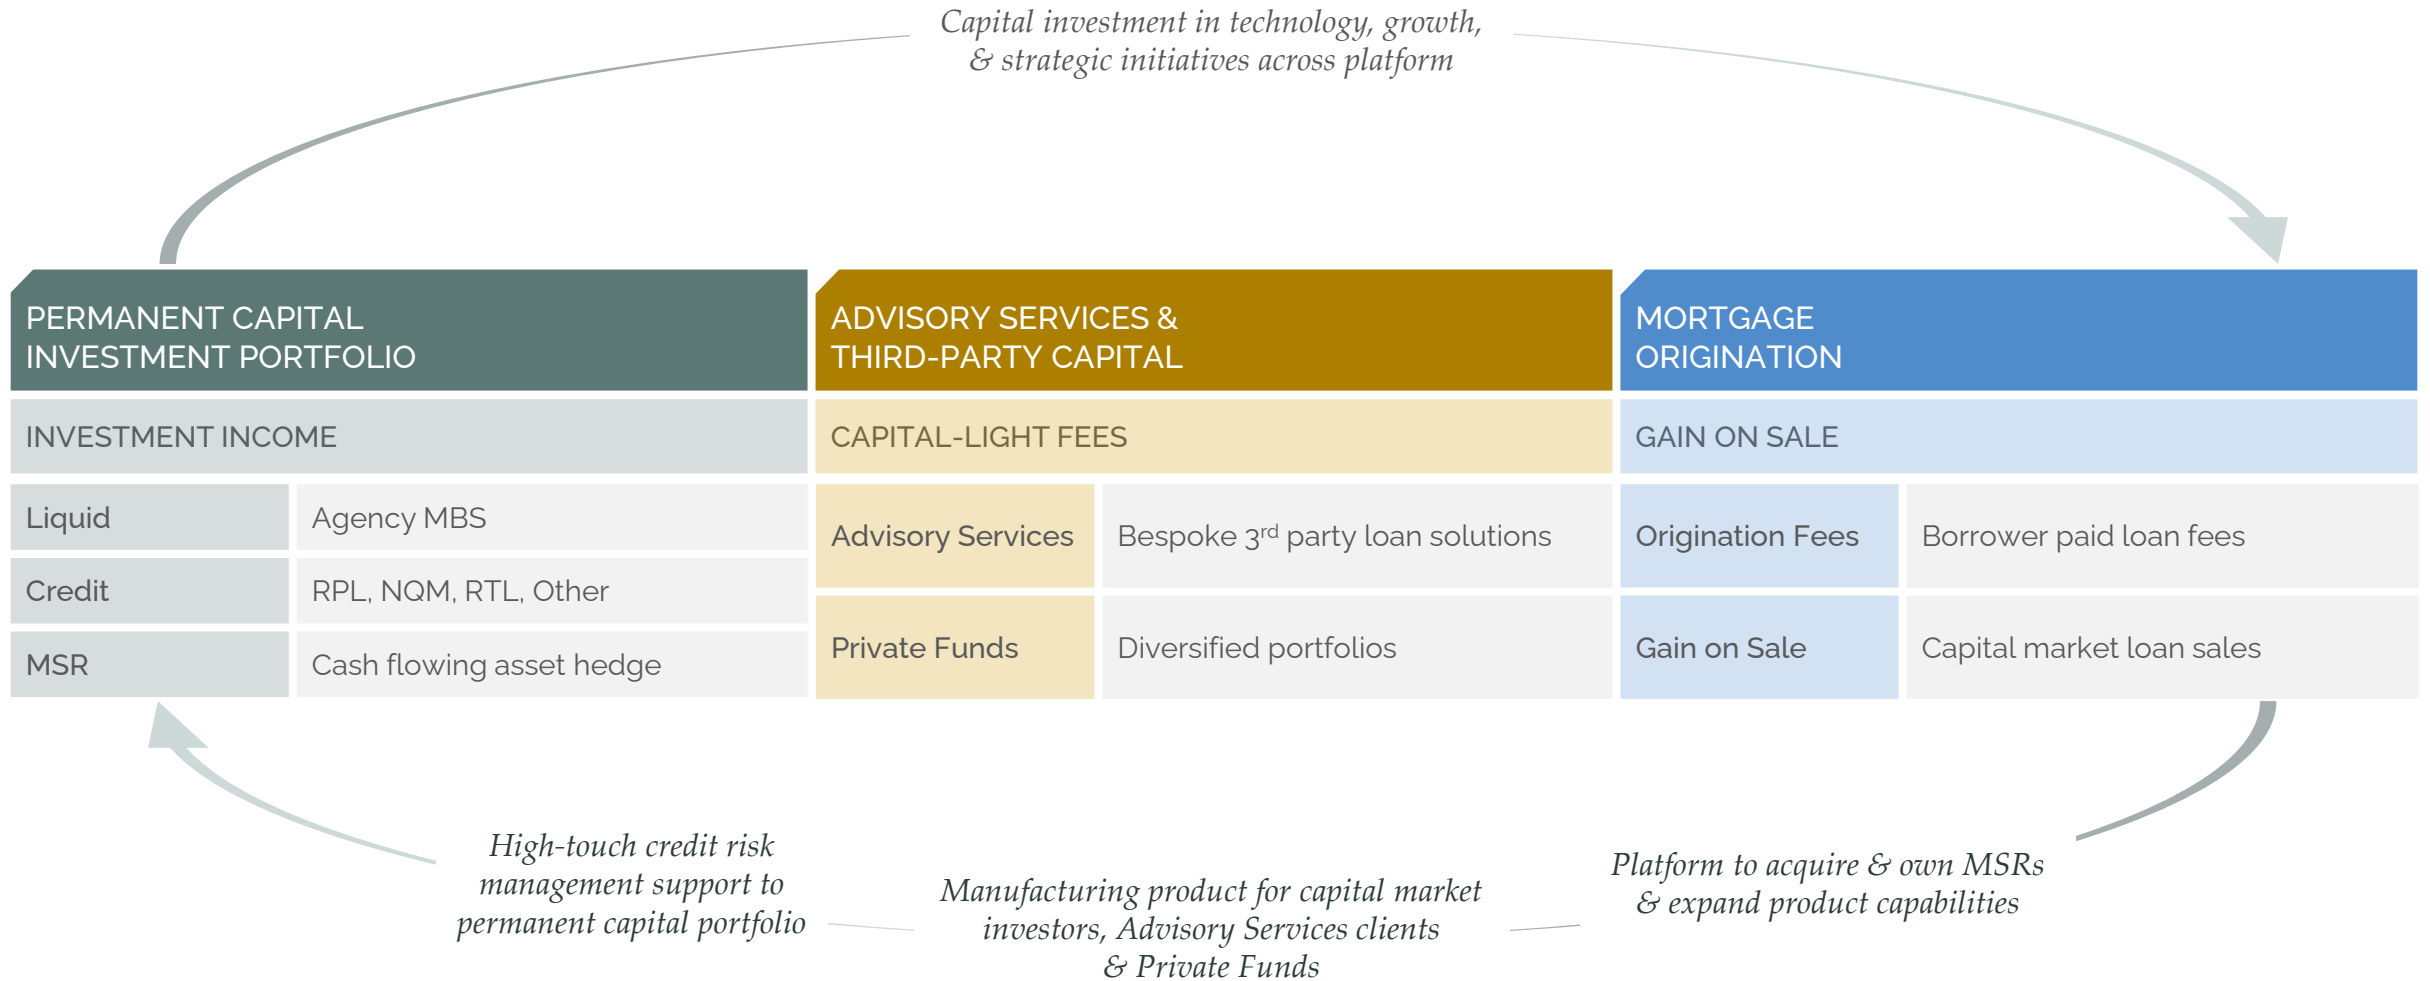 Capital investment in technology, growth,
& strategic initiatives across platform
PERMANENT CAPITAL
INVESTMENT PORTFOLIO
INVESTMENT INCOME
Liquid
Agency MBS
Credit
RPL, NQM, RTL, Other
MSR
Cash flowing asset hedge
ADVISORY SERVICES &
THIRD-PARTY CAPITAL
CAPITAL-LIGHT FEES
Advisory Services
Bespoke 3rd party loan solutions
Private Funds
Diversified portfolios
MORTGAGE
ORIGINATION
GAIN ON SALE
Origination Fees
Borrower paid loan fees
Gain on Sale
Capital market loan sales
High-touch credit risk
management support to
permanent capital portfolio
Manufacturing product for capital market
investors, Advisory Services clients
& Private Funds
Platform to acquire & own MSRs
& expand product capabilities